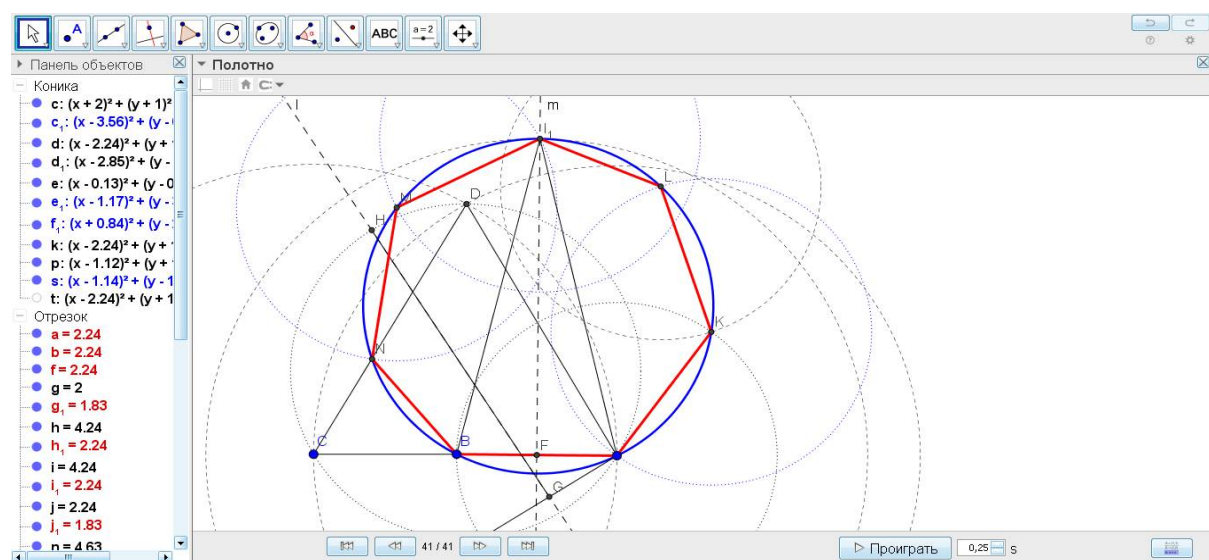 A
ABC
a=2
Панель объектов
Полотно
Коника
c: (x + 2)² + (y + 1)²
c₁: (x - 3.56)² + (y -
d: (x - 2.24)² + (y +
d₁: (x - 2.85)² + (y -
e: (x - 0.13)² + (y - 0
e₁: (x - 1.17)² + (y -
f₁: (x + 0.84)² + (y -
k: (x - 2.24)² + (y +
p: (x - 1.12)² + (y +
s: (x - 1.14)² + (y - 1
t: (x - 2.24)² + (y + 1
Отрезок
a = 2.24
b = 2.24
f = 2.24
g = 2
g₁ = 1.83
h = 4.24
h₁ = 2.24
i = 4.24
i₁ = 2.24
j = 2.24
j₁ = 1.83
n = 4.63
l
m
I₁
L
M
D
H
K
N
C
B
F
G
41 / 41
Проиграть
0,25
s